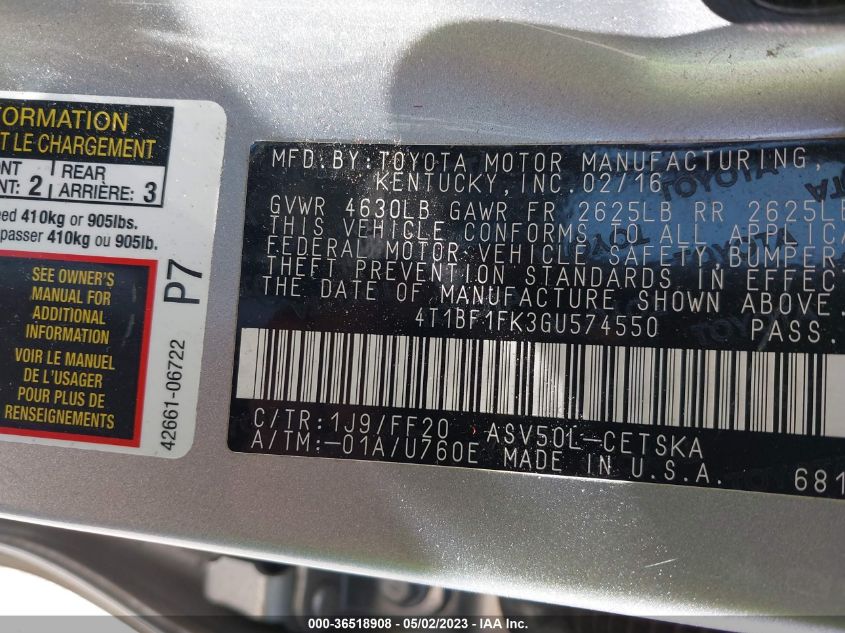 FORMATION
T LE CHARGEMENT
NT: 2
REAR
ARRIÈRE: 3
ed 410kg or 905lbs.
passer 410kg ou 905lb.
SEE OWNER'S
MANUAL FOR
ADDITIONAL
INFORMATION
VOIR LE MANUEL
DE L'USAGER
POUR PLUS DE
RENSEIGNEMENTS
P7
42661-06722
MFD.BY:TOYOTA MOTOR MANUFACTURING,
KENTUCKY, INC. 02/16
GVWR 4630LB GAWR FR 2625LB RR 2625LB
THIS VEHICLE CONFORMS TO ALL APPLICA
FEDERAL MOTOR VEHICLE SAFETY, BUMPER
THEFT PREVENTION STANDARDS IN EFFECT
THE DATE OF MANUFACTURE SHOWN ABOVE.
4T1BF1FK3GU574550 PASS.
C/TR:1J9/FF20 ASV50L-CETSKA
A/TM:-01A/U760E MADE IN U.S.A.
681
TOYOTA
TOYOTA
TOYOTA
000-36518908 - 05/02/2023 - © IAA Inc.